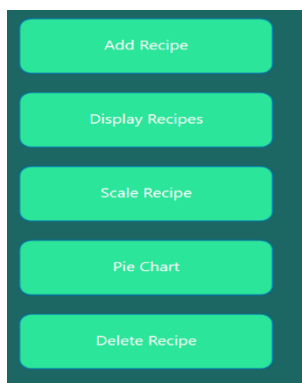 Add Recipe
Display Recipes
Scale Recipe
Pie Chart
Delete Recipe